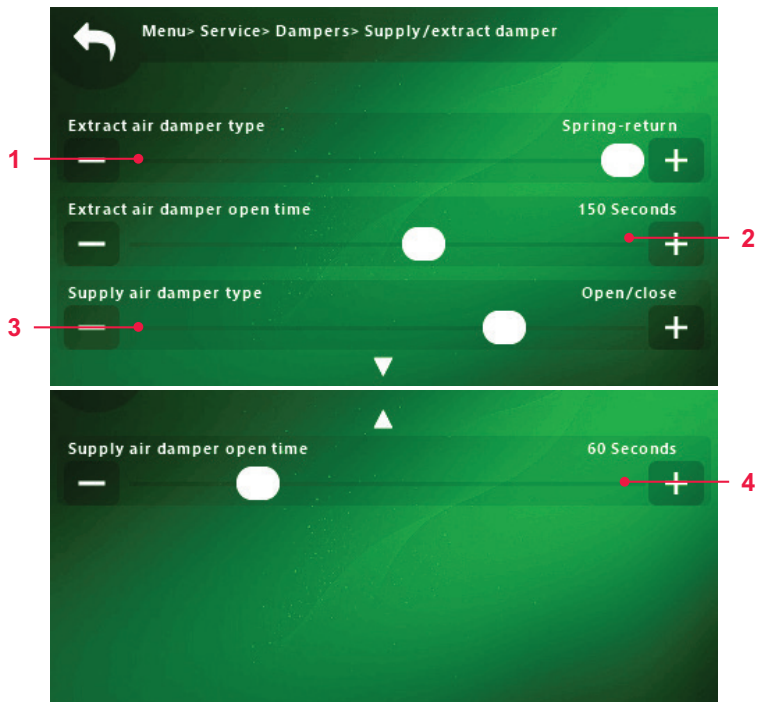 Menu> Service> Dampers> Supply/extract damper
Extract air damper type Spring-return
1
Extract air damper open time 150 Seconds
2
Supply air damper type Open/close
3
Supply air damper open time 60 Seconds
4